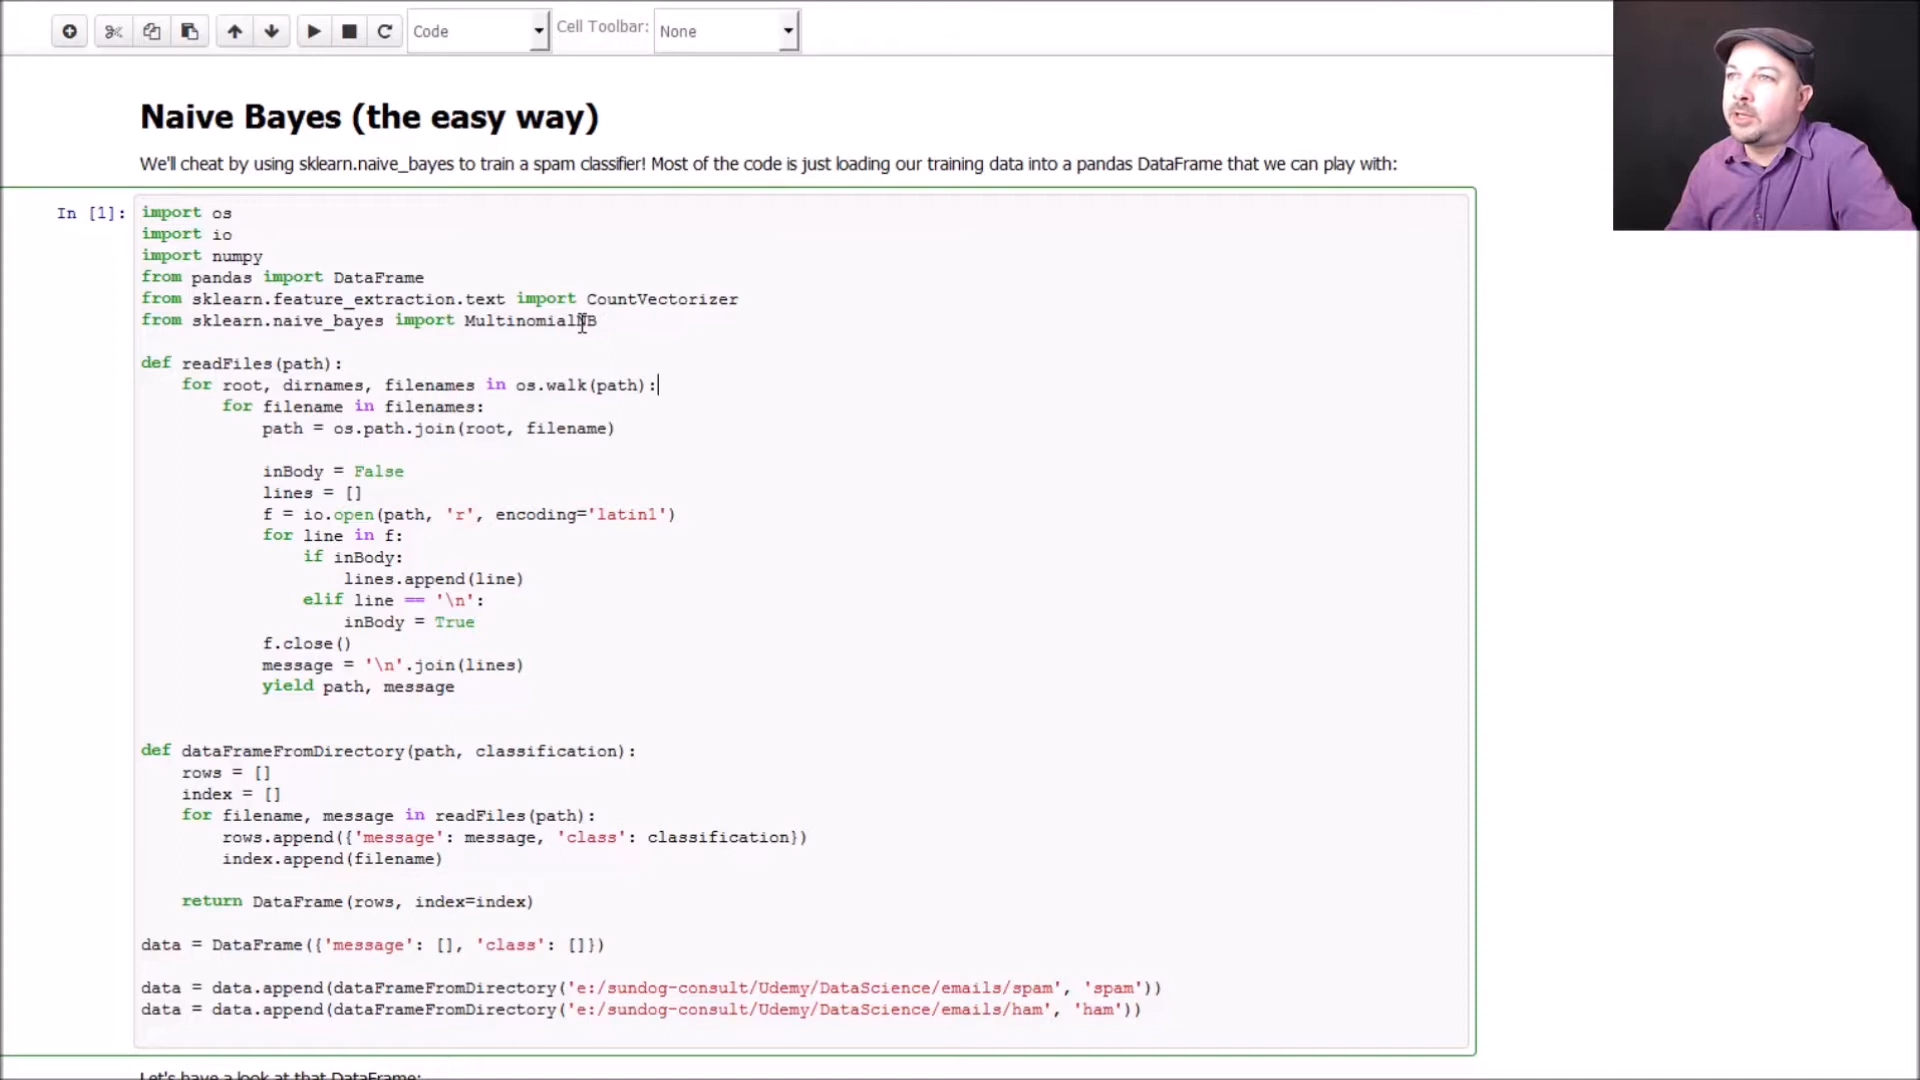 Code
Cell Toolbar:
None
Naive Bayes (the easy way)
We'll cheat by using sklearn.naive_bayes to train a spam classifier! Most of the code is just loading our training data into a pandas DataFrame that we can play with:
In [1]:
import os
import io
import numpy
from pandas import DataFrame
from sklearn.feature_extraction.text import CountVectorizer
from sklearn.naive_bayes import MultinomialNB
def readFiles(path):
for root, dirnames, filenames in os.walk(path):
for filename in filenames:
path = os.path.join(root, filename)
inBody = False
lines = []
f = io.open(path, 'r', encoding='latin1')
for line in f:
if inBody:
lines.append(line)
elif line == '\n':
inBody = True
f.close()
message = '\n'.join(lines)
yield path, message
def dataFrameFromDirectory(path, classification):
rows = []
index = []
for filename, message in readFiles(path):
rows.append({'message': message, 'class': classification})
index.append(filename)
return DataFrame(rows, index=index)
data = DataFrame({'message': [], 'class': []})
data = data.append(dataFrameFromDirectory('e:/sundog-consult/Udemy/DataScience/emails/spam', 'spam'))
data = data.append(dataFrameFromDirectory('e:/sundog-consult/Udemy/DataScience/emails/ham', 'ham'))
Let's have a look at that DataFrame: